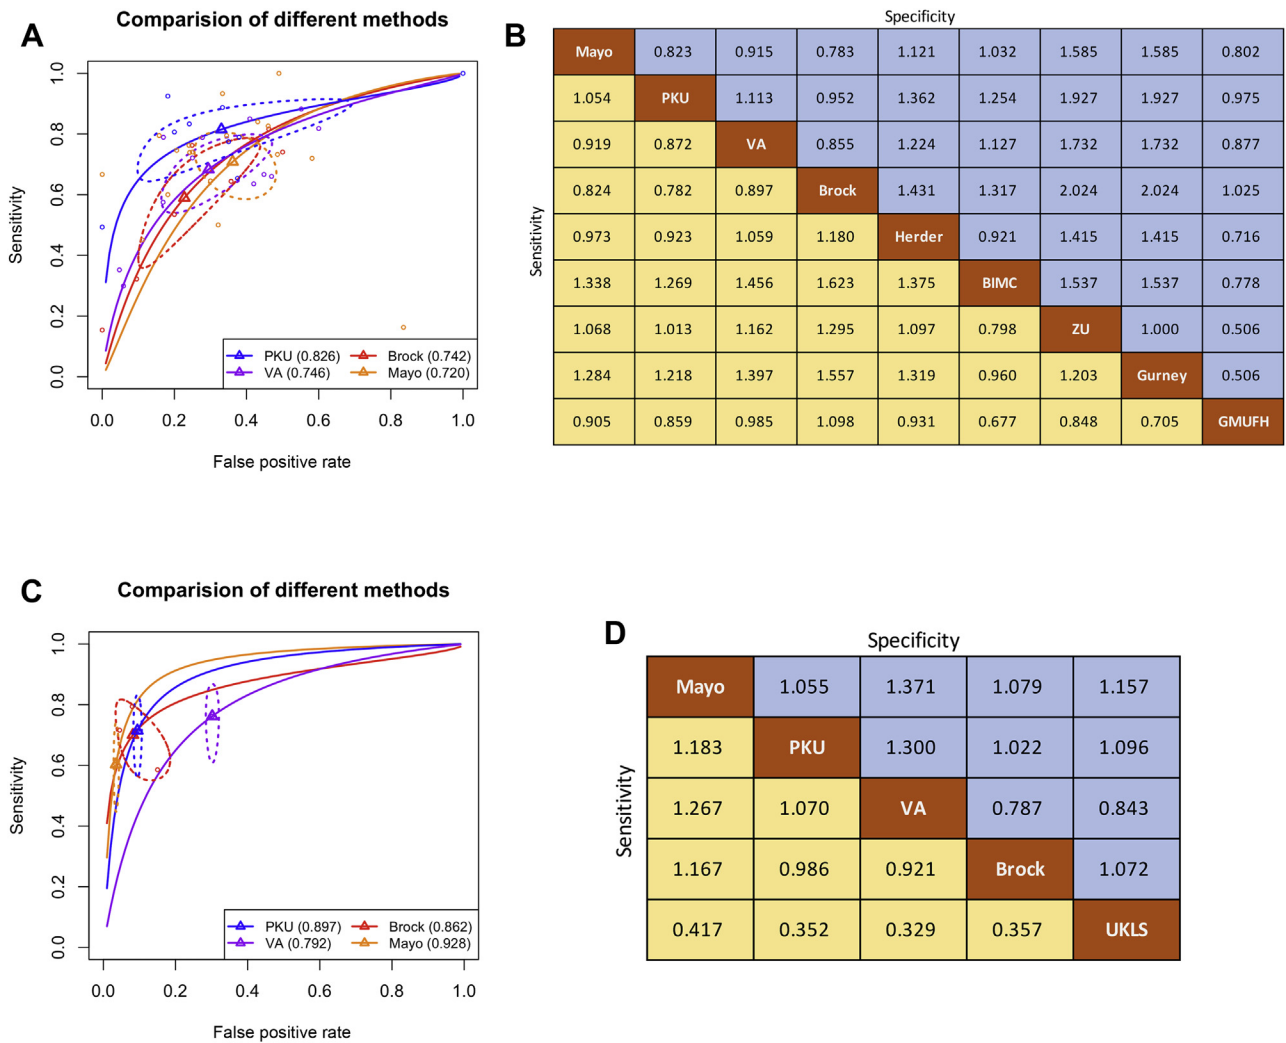 A
Comparision of different methods
Sensitivity
1.0
0.8
0.6
0.4
0.2
0.0
PKU (0.826) Brock (0.742)
VA (0.746) Mayo (0.720)
0.0 0.2 0.4 0.6 0.8 1.0
False positive rate
B
Specificity
Sensitivity
Mayo 0.823 0.915 0.783 1.121 1.032 1.585 1.585 0.802
1.054 PKU 1.113 0.952 1.362 1.254 1.927 1.927 0.975
0.919 0.872 VA 0.855 1.224 1.127 1.732 1.732 0.877
0.824 0.782 0.897 Brock 1.431 1.317 2.024 2.024 1.025
0.973 0.923 1.059 1.180 Herder 0.921 1.415 1.415 0.716
1.338 1.269 1.456 1.623 1.375 BIMC 1.537 1.537 0.778
1.068 1.013 1.162 1.295 1.097 0.798 ZU 1.000 0.506
1.284 1.218 1.397 1.557 1.319 0.960 1.203 Gurney 0.506
0.905 0.859 0.985 1.098 0.931 0.677 0.848 0.705 GMUFH
C
Comparision of different methods
Sensitivity
1.0
0.8
0.6
0.4
0.2
0.0
PKU (0.897) Brock (0.862)
VA (0.792) Mayo (0.928)
0.0 0.2 0.4 0.6 0.8 1.0
False positive rate
D
Specificity
Sensitivity
Mayo 1.055 1.371 1.079 1.157
1.183 PKU 1.300 1.022 1.096
1.267 1.070 VA 0.787 0.843
1.167 0.986 0.921 Brock 1.072
0.417 0.352 0.329 0.357 UKLS